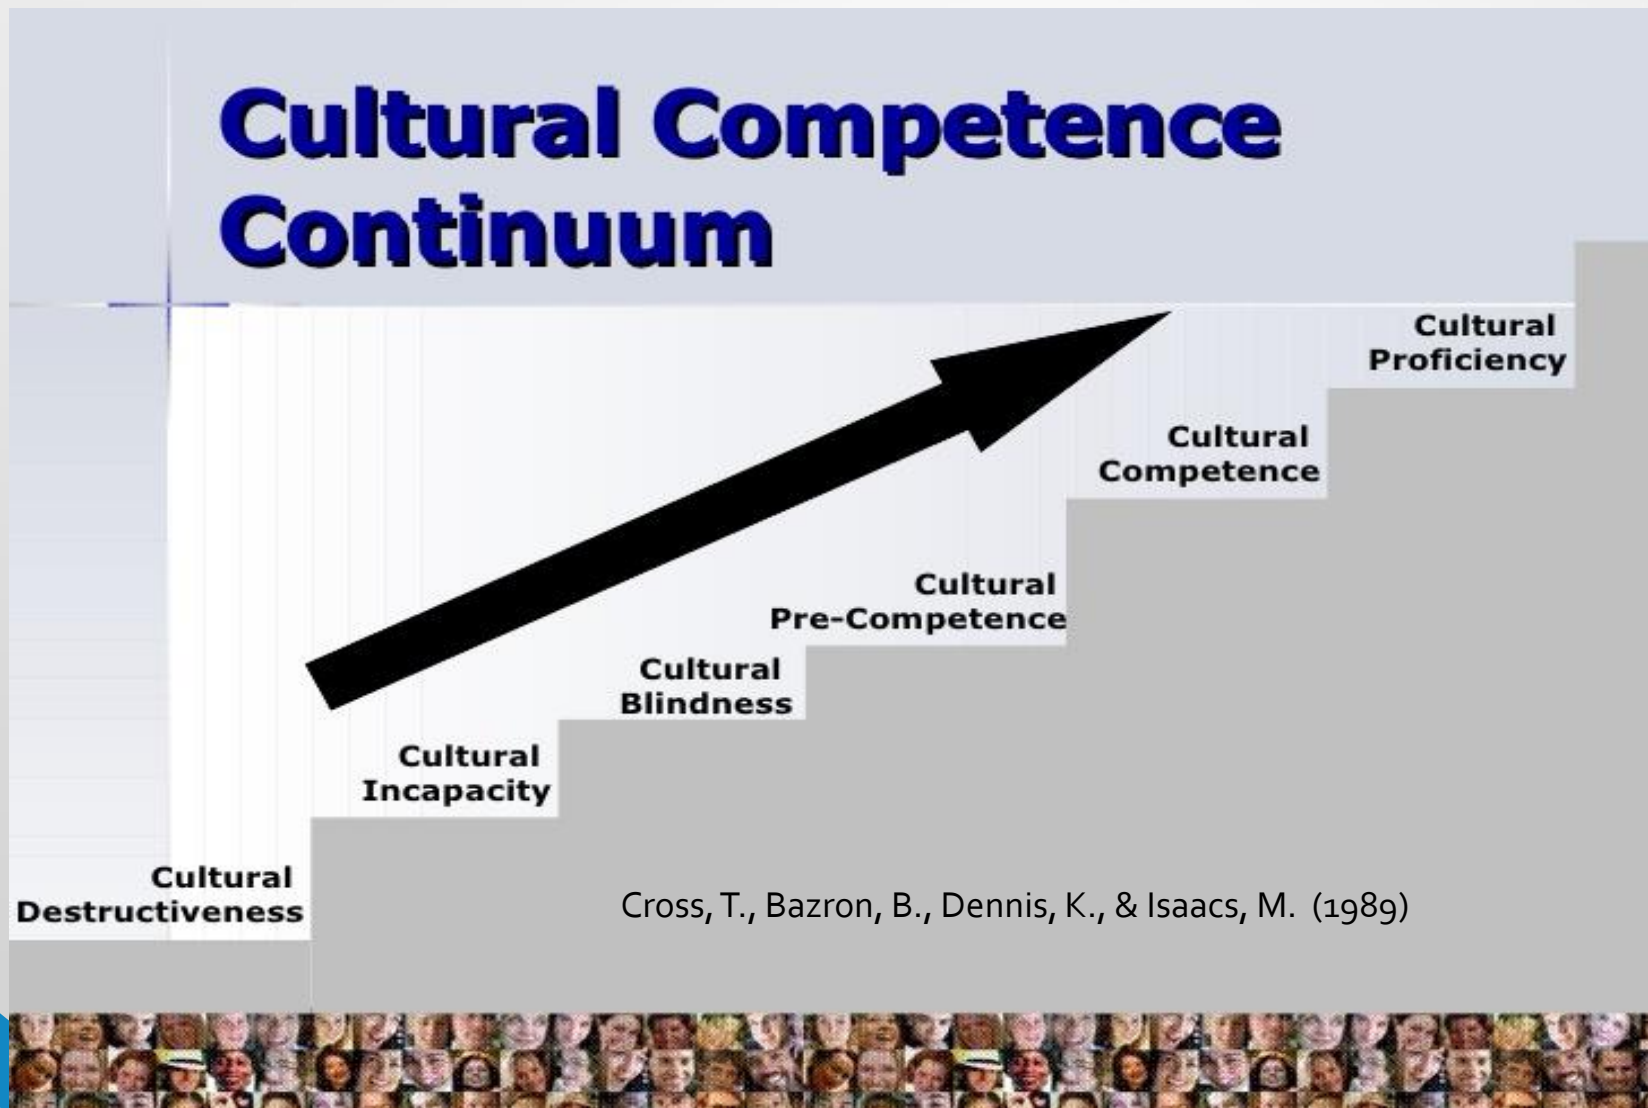 Cultural Competence
Continuum
Cultural
Proficiency
Cultural
Competence
Cultural
Pre-Competence
Cultural
Blindness
Cultural
Incapacity
Cultural
Destructiveness
Cross, T., Bazron, B., Dennis, K., & Isaacs, M. (1989)